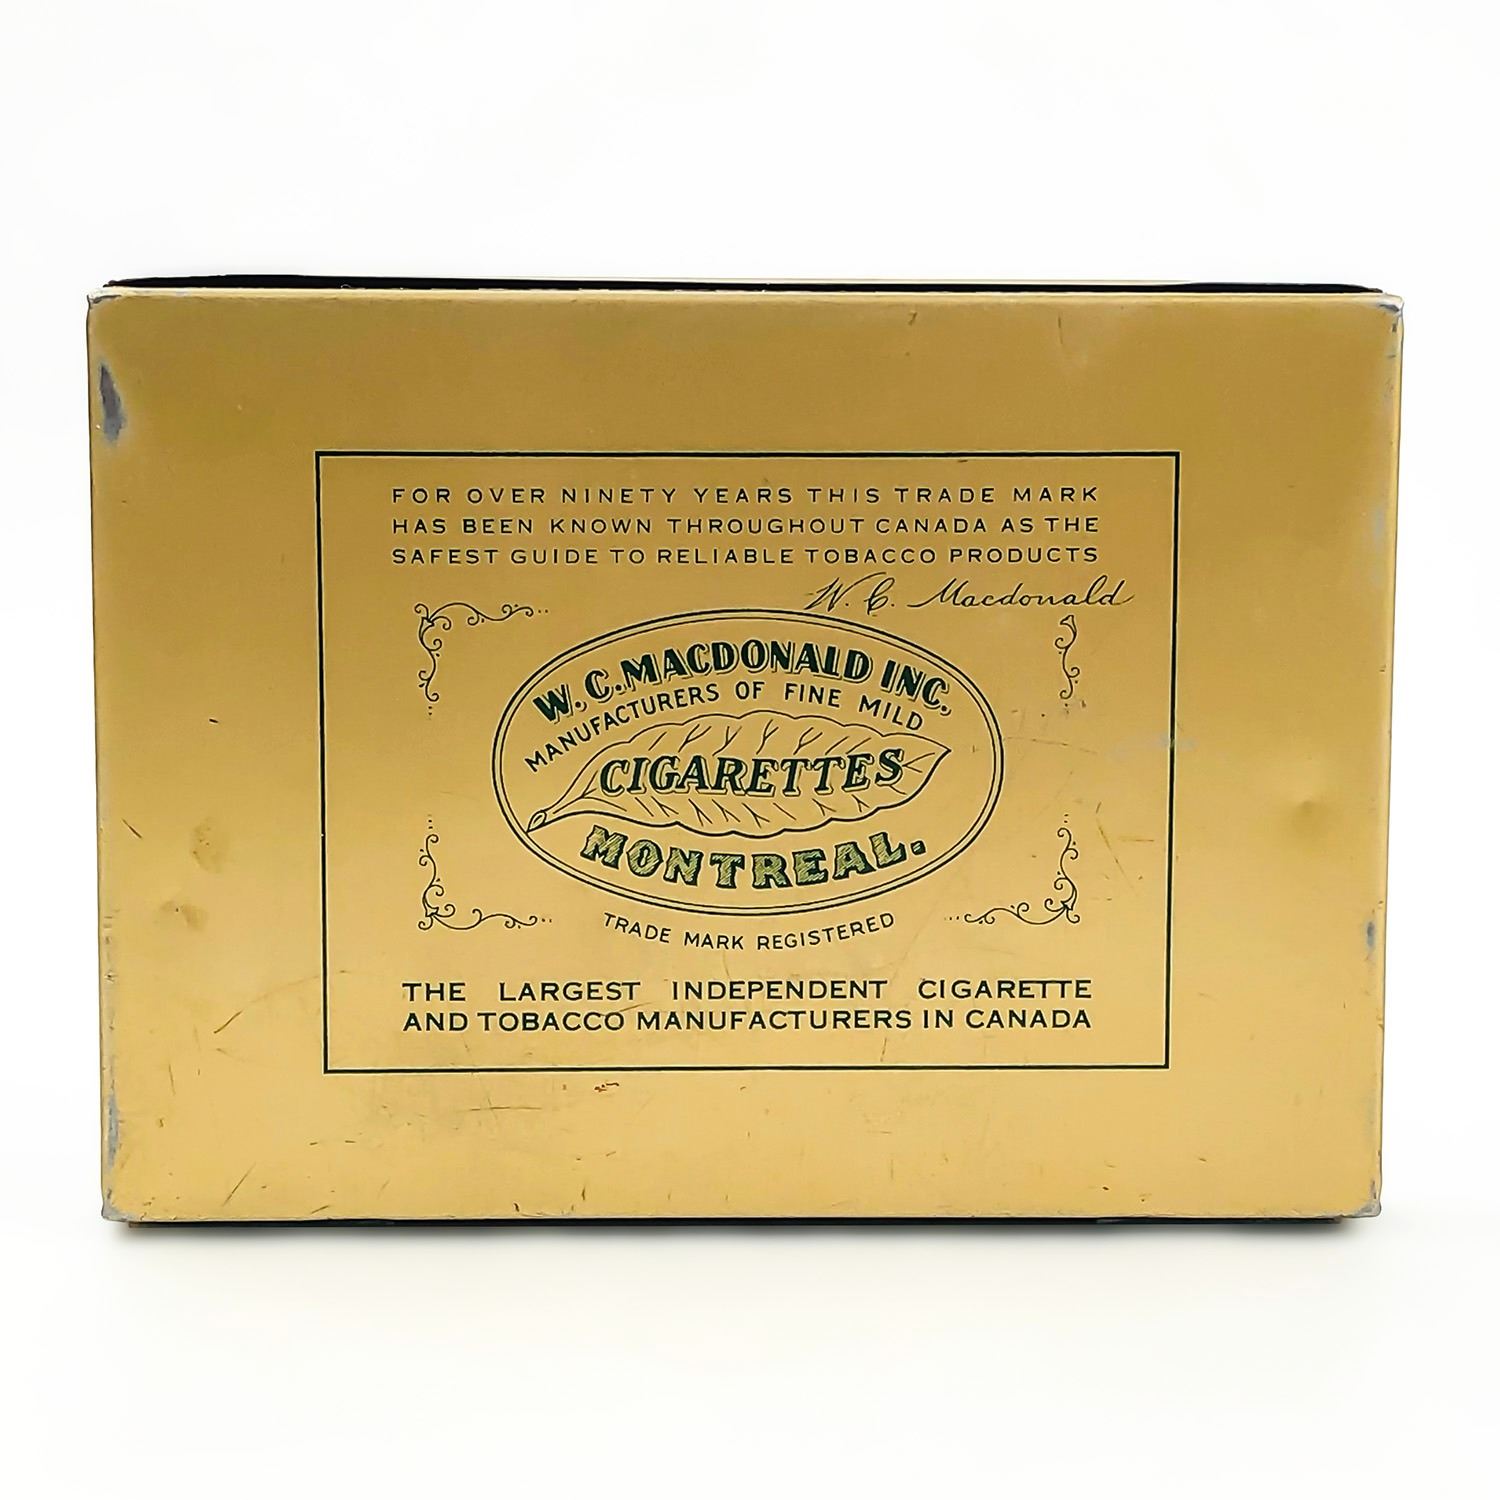 FOR OVER NINETY YEARS THIS TRADE MARK
HAS BEEN KNOWN THROUGHOUT CANADA AS THE
SAFEST GUIDE TO RELIABLE TOBACCO PRODUCTS
W. C. Macdonald
W. C. MACDONALD INC.
MANUFACTURERS OF FINE MILD
CIGARETTES
MONTREAL.
TRADE MARK REGISTERED
THE LARGEST INDEPENDENT CIGARETTE
AND TOBACCO MANUFACTURERS IN CANADA